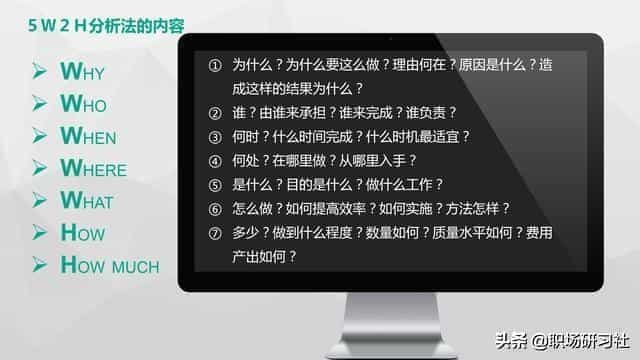 5W2H分析法的内容
WHY
WHO
WHEN
WHERE
WHAT
HOW
HOW MUCH
① 为什么？为什么要这么做？理由何在？原因是什么？造
成这样的结果为什么？
② 谁？由谁来承担？谁来完成？谁负责？
③ 何时？什么时间完成？什么时机最适宜？
④ 何处？在哪里做？从哪里入手？
⑤ 是什么？目的是什么？做什么工作？
⑥ 怎么做？如何提高效率？如何实施？方法怎样？
⑦ 多少？做到什么程度？数量如何？质量水平如何？费用
产出如何？
头条 @职场研习社